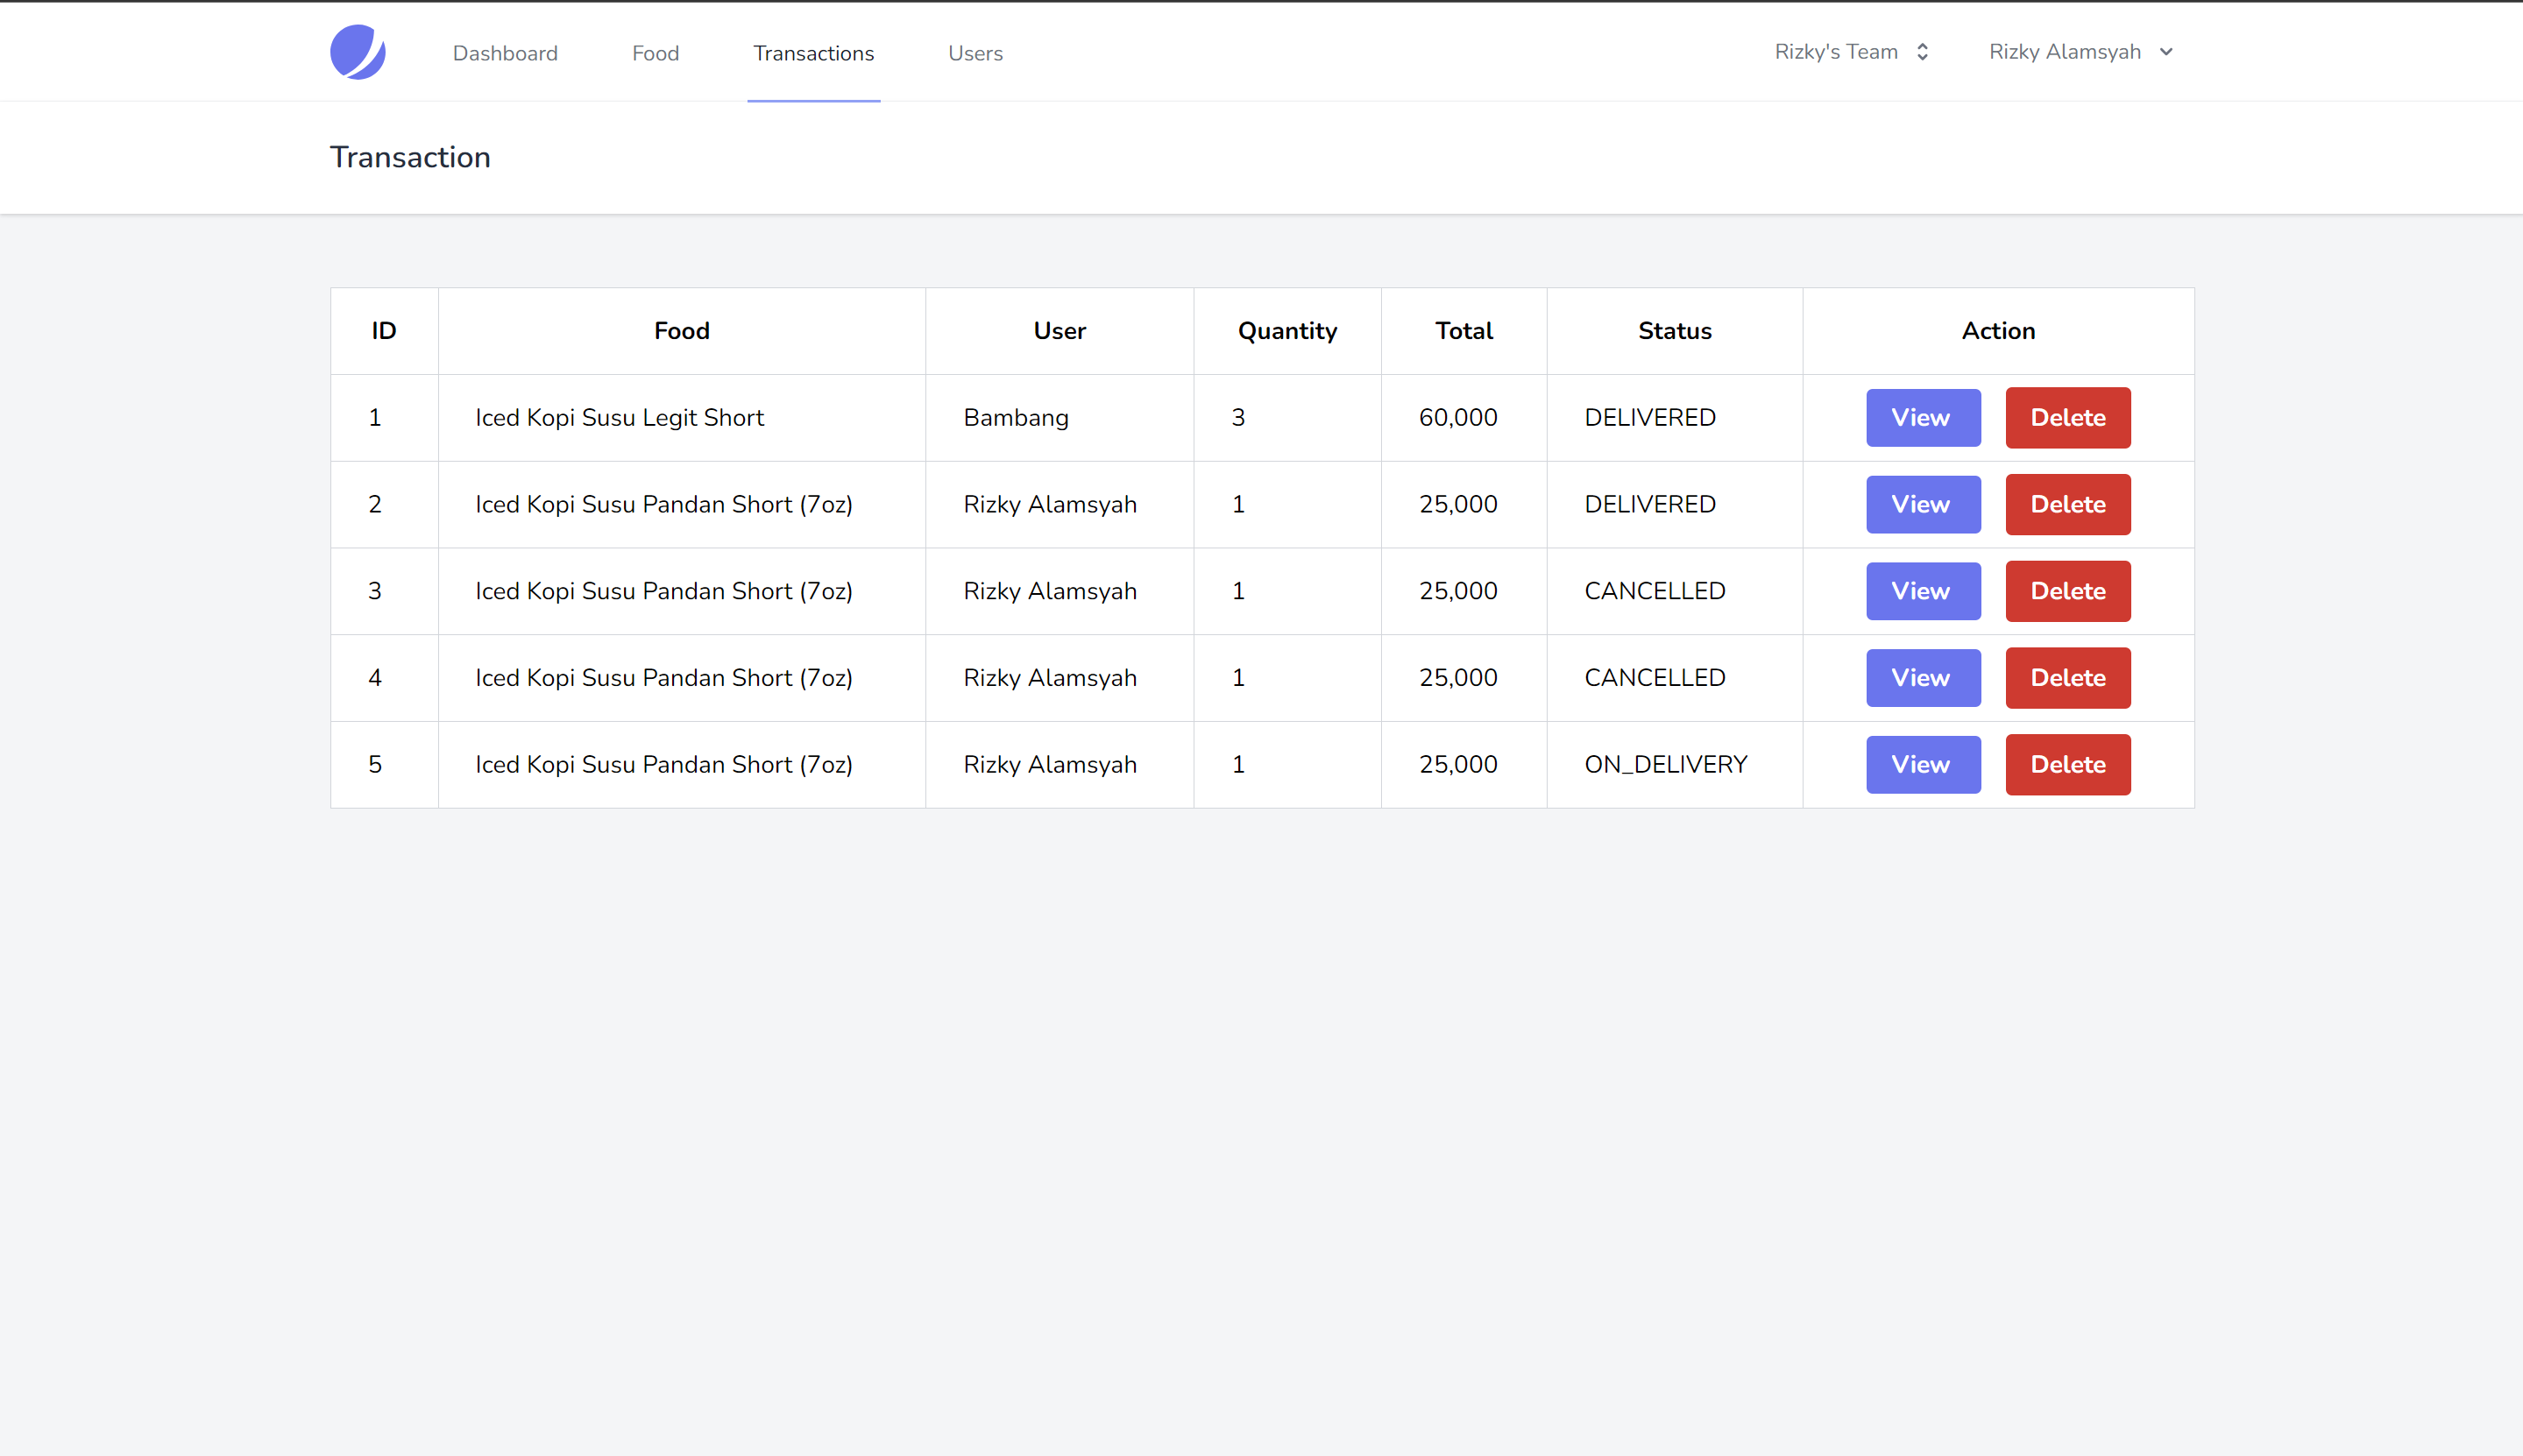 Dashboard Food Transactions Users Rizky's Team Rizky Alamsyah
Transaction
ID Food User Quantity Total Status Action
1 Iced Kopi Susu Legit Short Bambang 3 60,000 DELIVERED View Delete
2 Iced Kopi Susu Pandan Short (7oz) Rizky Alamsyah 1 25,000 DELIVERED View Delete
3 Iced Kopi Susu Pandan Short (7oz) Rizky Alamsyah 1 25,000 CANCELLED View Delete
4 Iced Kopi Susu Pandan Short (7oz) Rizky Alamsyah 1 25,000 CANCELLED View Delete
5 Iced Kopi Susu Pandan Short (7oz) Rizky Alamsyah 1 25,000 ON_DELIVERY View Delete